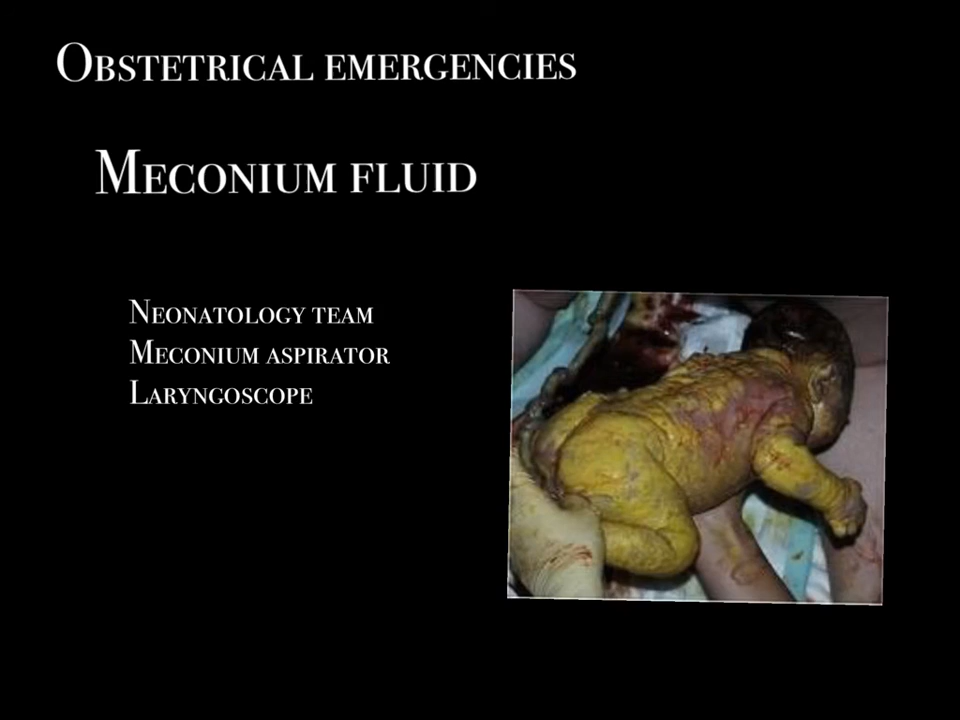 Obstetrical emergencies
Meconium fluid
Neonatology team
Meconium aspirator
Laryngoscope